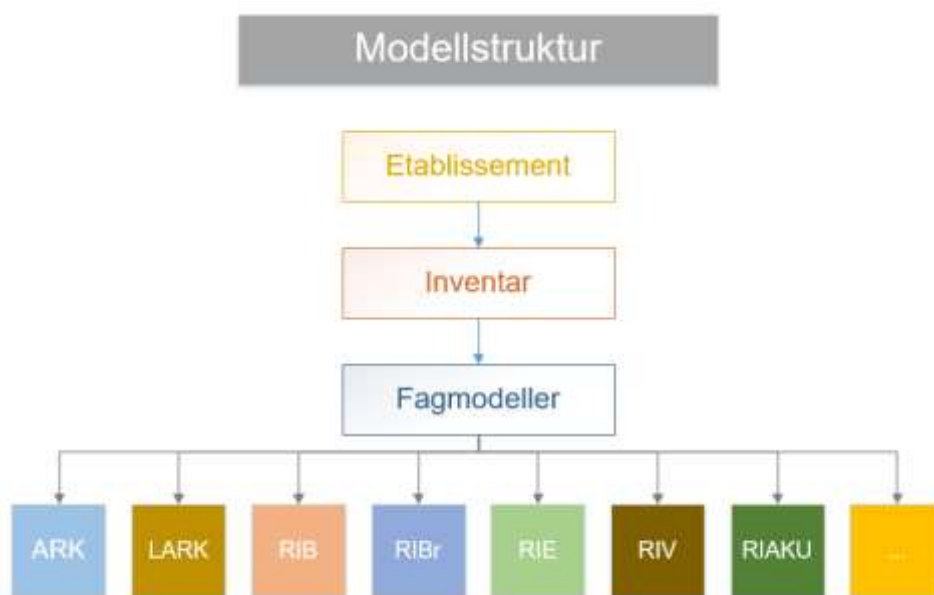 Modellstruktur
Etablissement
Inventar
Fagmodeller
ARK LARK RIB RIBr RIE RIV RIAKU ...